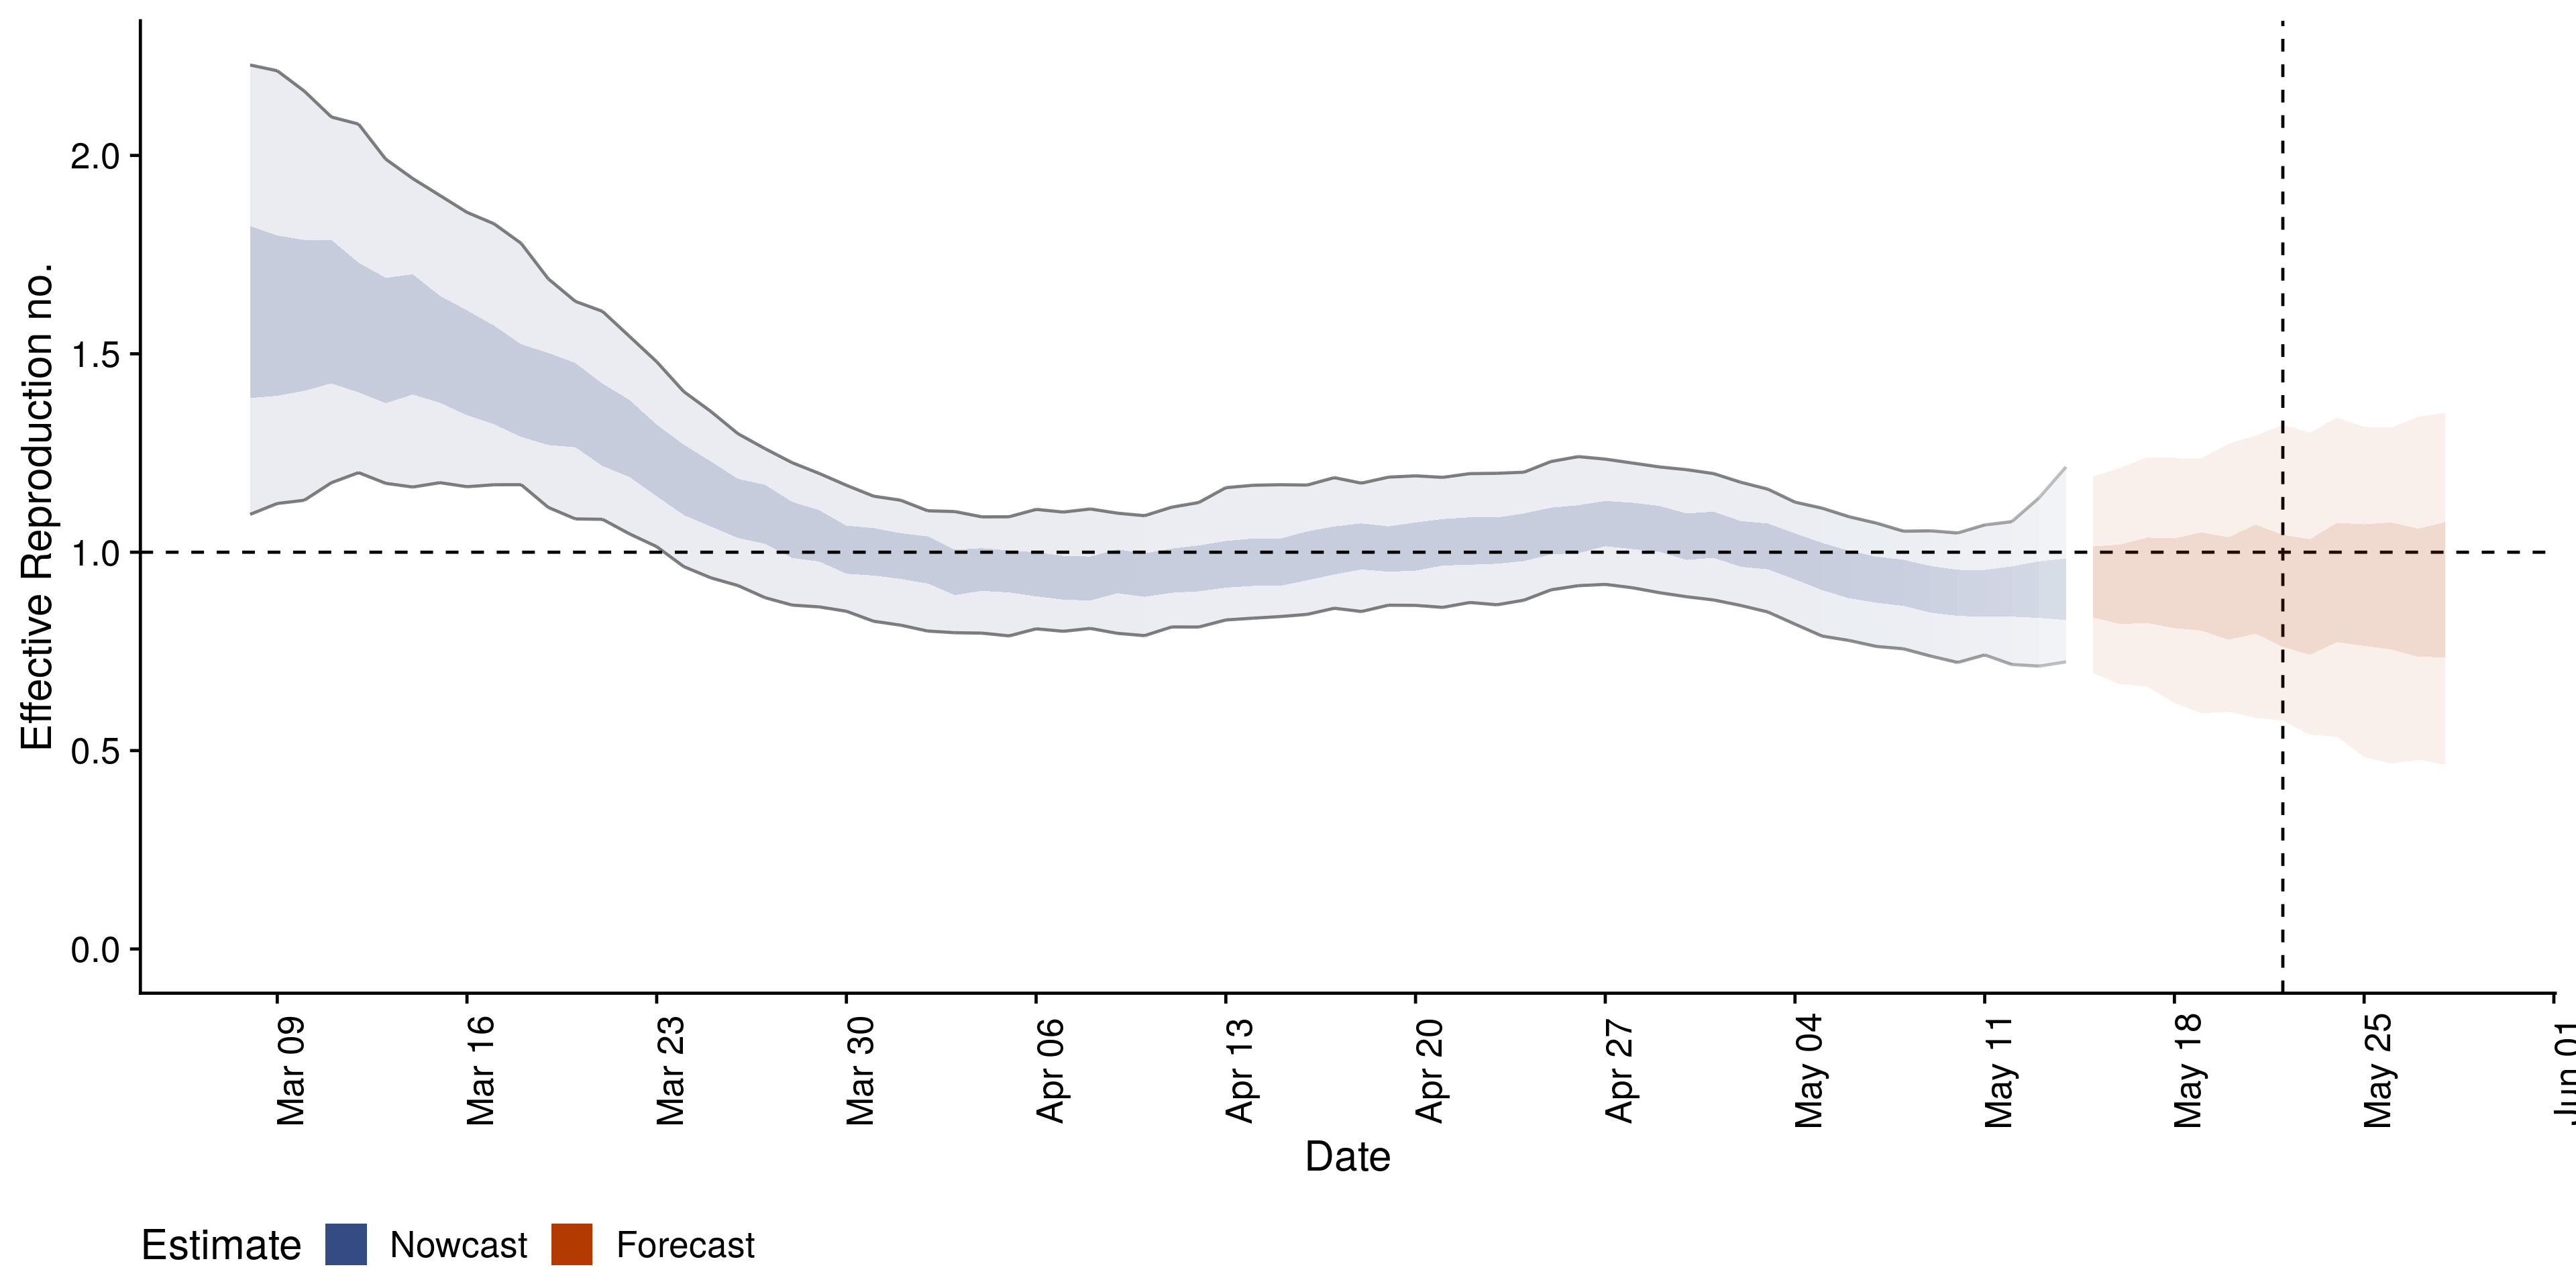 Effective Reproduction no.
2.0
1.5
1.0
0.5
0.0
Mar 09
Mar 16
Mar 23
Mar 30
Apr 06
Apr 13
Apr 20
Apr 27
May 04
May 11
May 18
May 25
Jun 01
Date
Estimate Nowcast Forecast